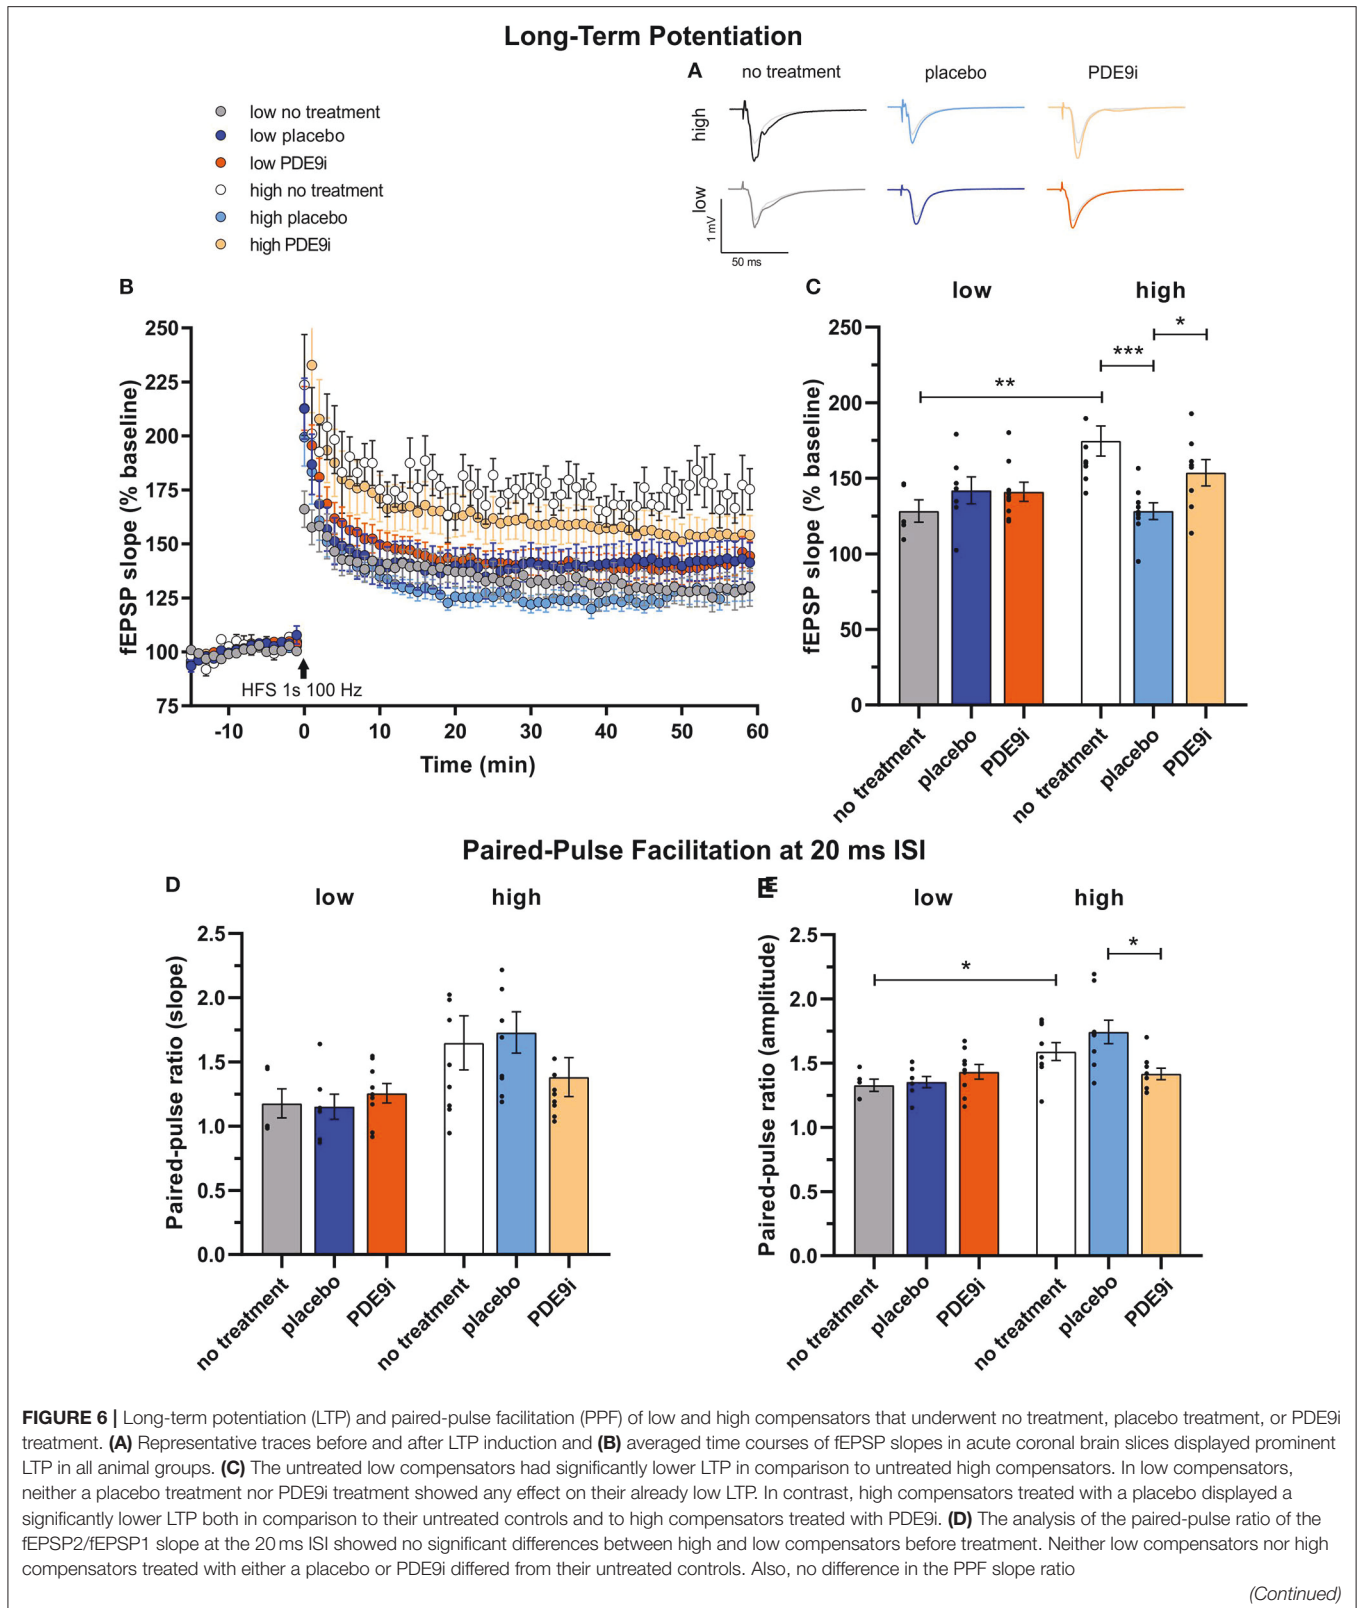 Long-Term Potentiation
A
no treatment
placebo
PDE9i
high
low
1 mV
50 ms
low no treatment
low placebo
low PDE9i
high no treatment
high placebo
high PDE9i
B
250
225
200
175
150
125
100
75
fEPSP slope (% baseline)
HFS 1s 100 Hz
-10
0
10
20
30
40
50
60
Time (min)
C
low
high
250
200
150
100
50
0
fEPSP slope (% baseline)
**
***
*
no treatment
placebo
PDE9i
no treatment
placebo
PDE9i
Paired-Pulse Facilitation at 20 ms ISI
D
low
high
2.5
2.0
1.5
1.0
0.5
0.0
Paired-pulse ratio (slope)
no treatment
placebo
PDE9i
no treatment
placebo
PDE9i
E
E
low
high
2.5
2.0
1.5
1.0
0.5
0.0
Paired-pulse ratio (amplitude)
*
*
no treatment
placebo
PDE9i
no treatment
placebo
PDE9i
FIGURE 6 | Long-term potentiation (LTP) and paired-pulse facilitation (PPF) of low and high compensators that underwent no treatment, placebo treatment, or PDE9i
treatment. (A) Representative traces before and after LTP induction and (B) averaged time courses of fEPSP slopes in acute coronal brain slices displayed prominent
LTP in all animal groups. (C) The untreated low compensators had significantly lower LTP in comparison to untreated high compensators. In low compensators,
neither a placebo treatment nor PDE9i treatment showed any effect on their already low LTP. In contrast, high compensators treated with a placebo displayed a
significantly lower LTP both in comparison to their untreated controls and to high compensators treated with PDE9i. (D) The analysis of the paired-pulse ratio of the
fEPSP2/fEPSP1 slope at the 20 ms ISI showed no significant differences between high and low compensators before treatment. Neither low compensators nor high
compensators treated with either a placebo or PDE9i differed from their untreated controls. Also, no difference in the PPF slope ratio
(Continued)